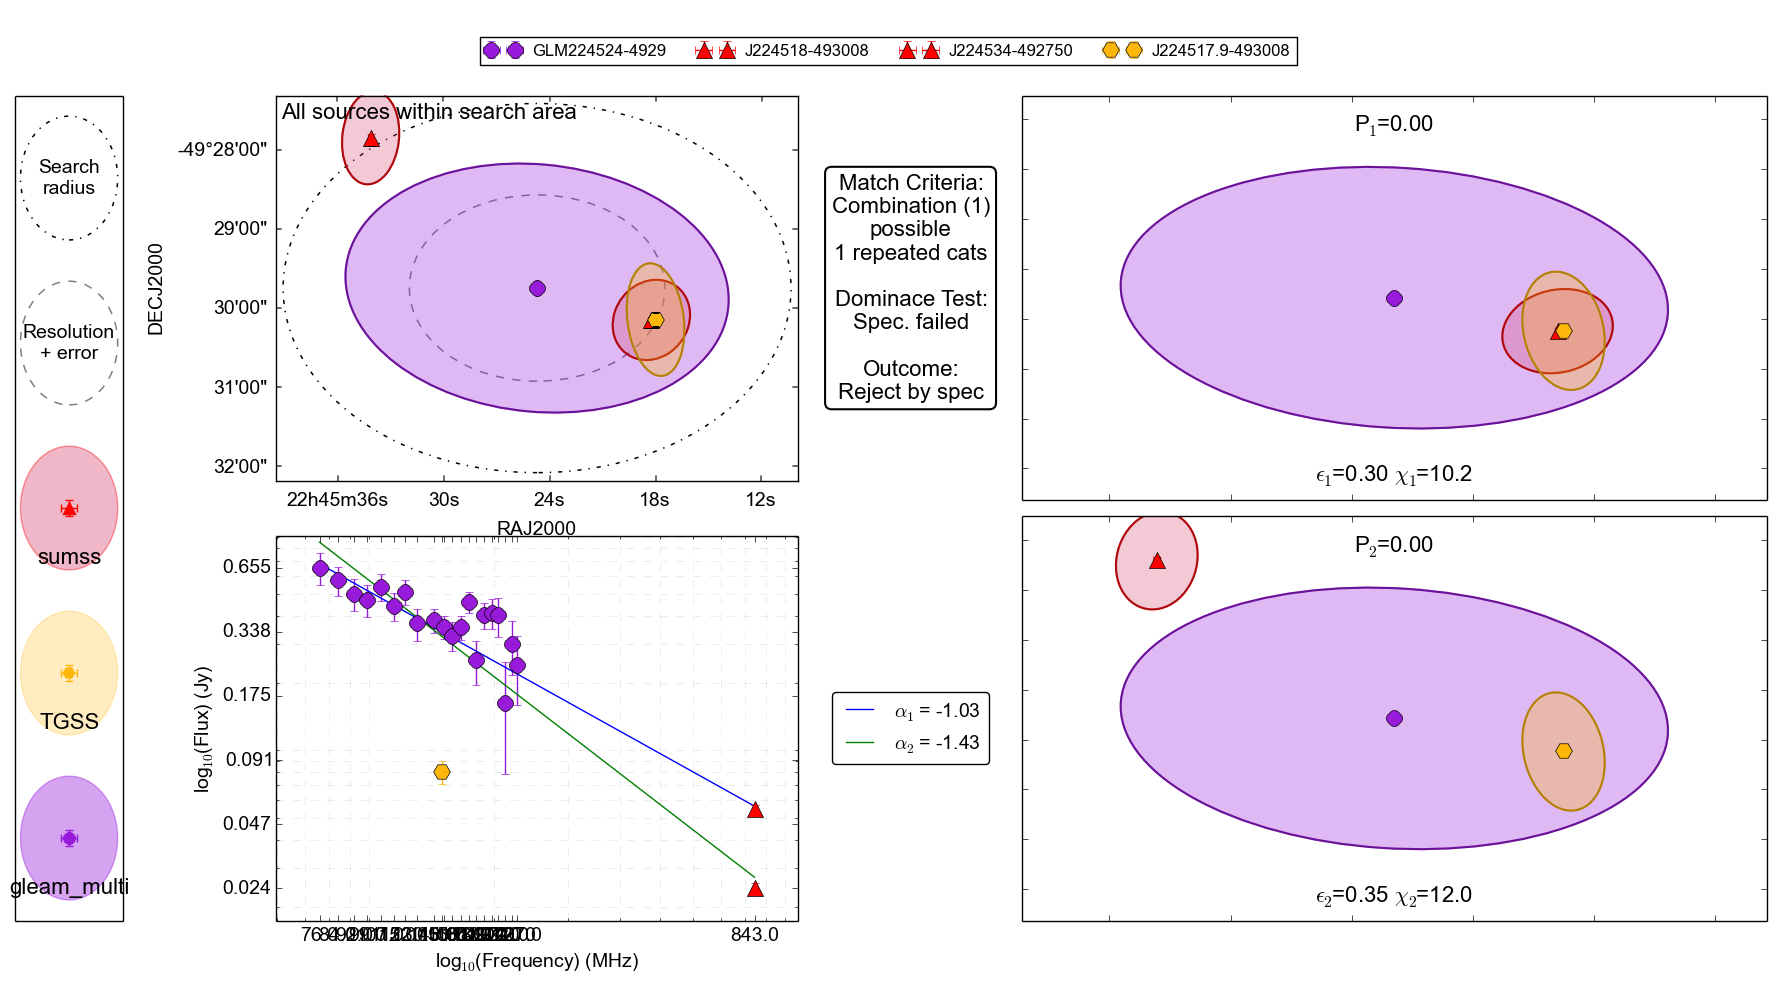 GLM224524-4929 J224518-493008 J224534-492750 J224517.9-493008
Search
radius
Resolution
+ error
sumss
TGSS
gleam_multi
All sources within search area
DECJ2000
-49°28'00"
29'00"
30'00"
31'00"
32'00"
22h45m36s 30s 24s 18s 12s
RAJ2000
Match Criteria:
Combination (1)
possible
1 repeated cats
Dominace Test:
Spec. failed
Outcome:
Reject by spec
P₁=0.00
ϵ₁=0.30 χ₁=10.2
P₂=0.00
ϵ₂=0.35 χ₂=12.0
log₁₀(Flux) (Jy)
0.655
0.338
0.175
0.091
0.047
0.024
843.0
log₁₀(Frequency) (MHz)
α₁ = -1.03
α₂ = -1.43